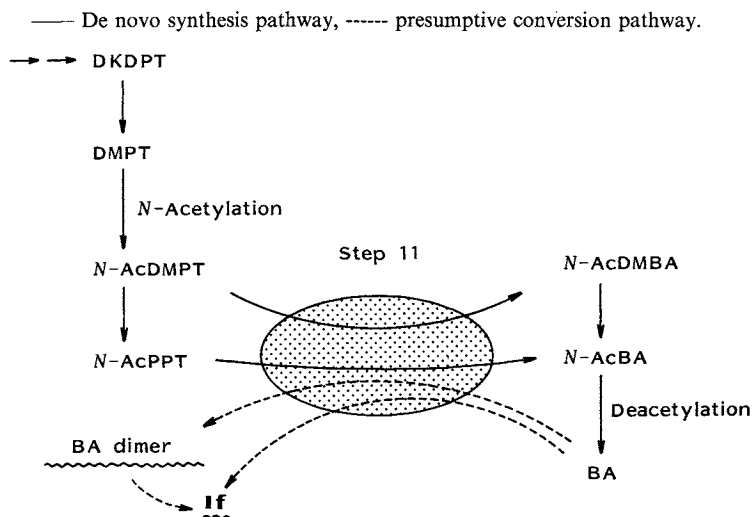 —— De novo synthesis pathway, ------ presumptive conversion pathway.
DKDPT
DMPT
N-Acetylation
Step 11
N-AcDMPT
N-AcDMBA
N-AcPPT
N-AcBA
Deacetylation
BA dimer
BA
If